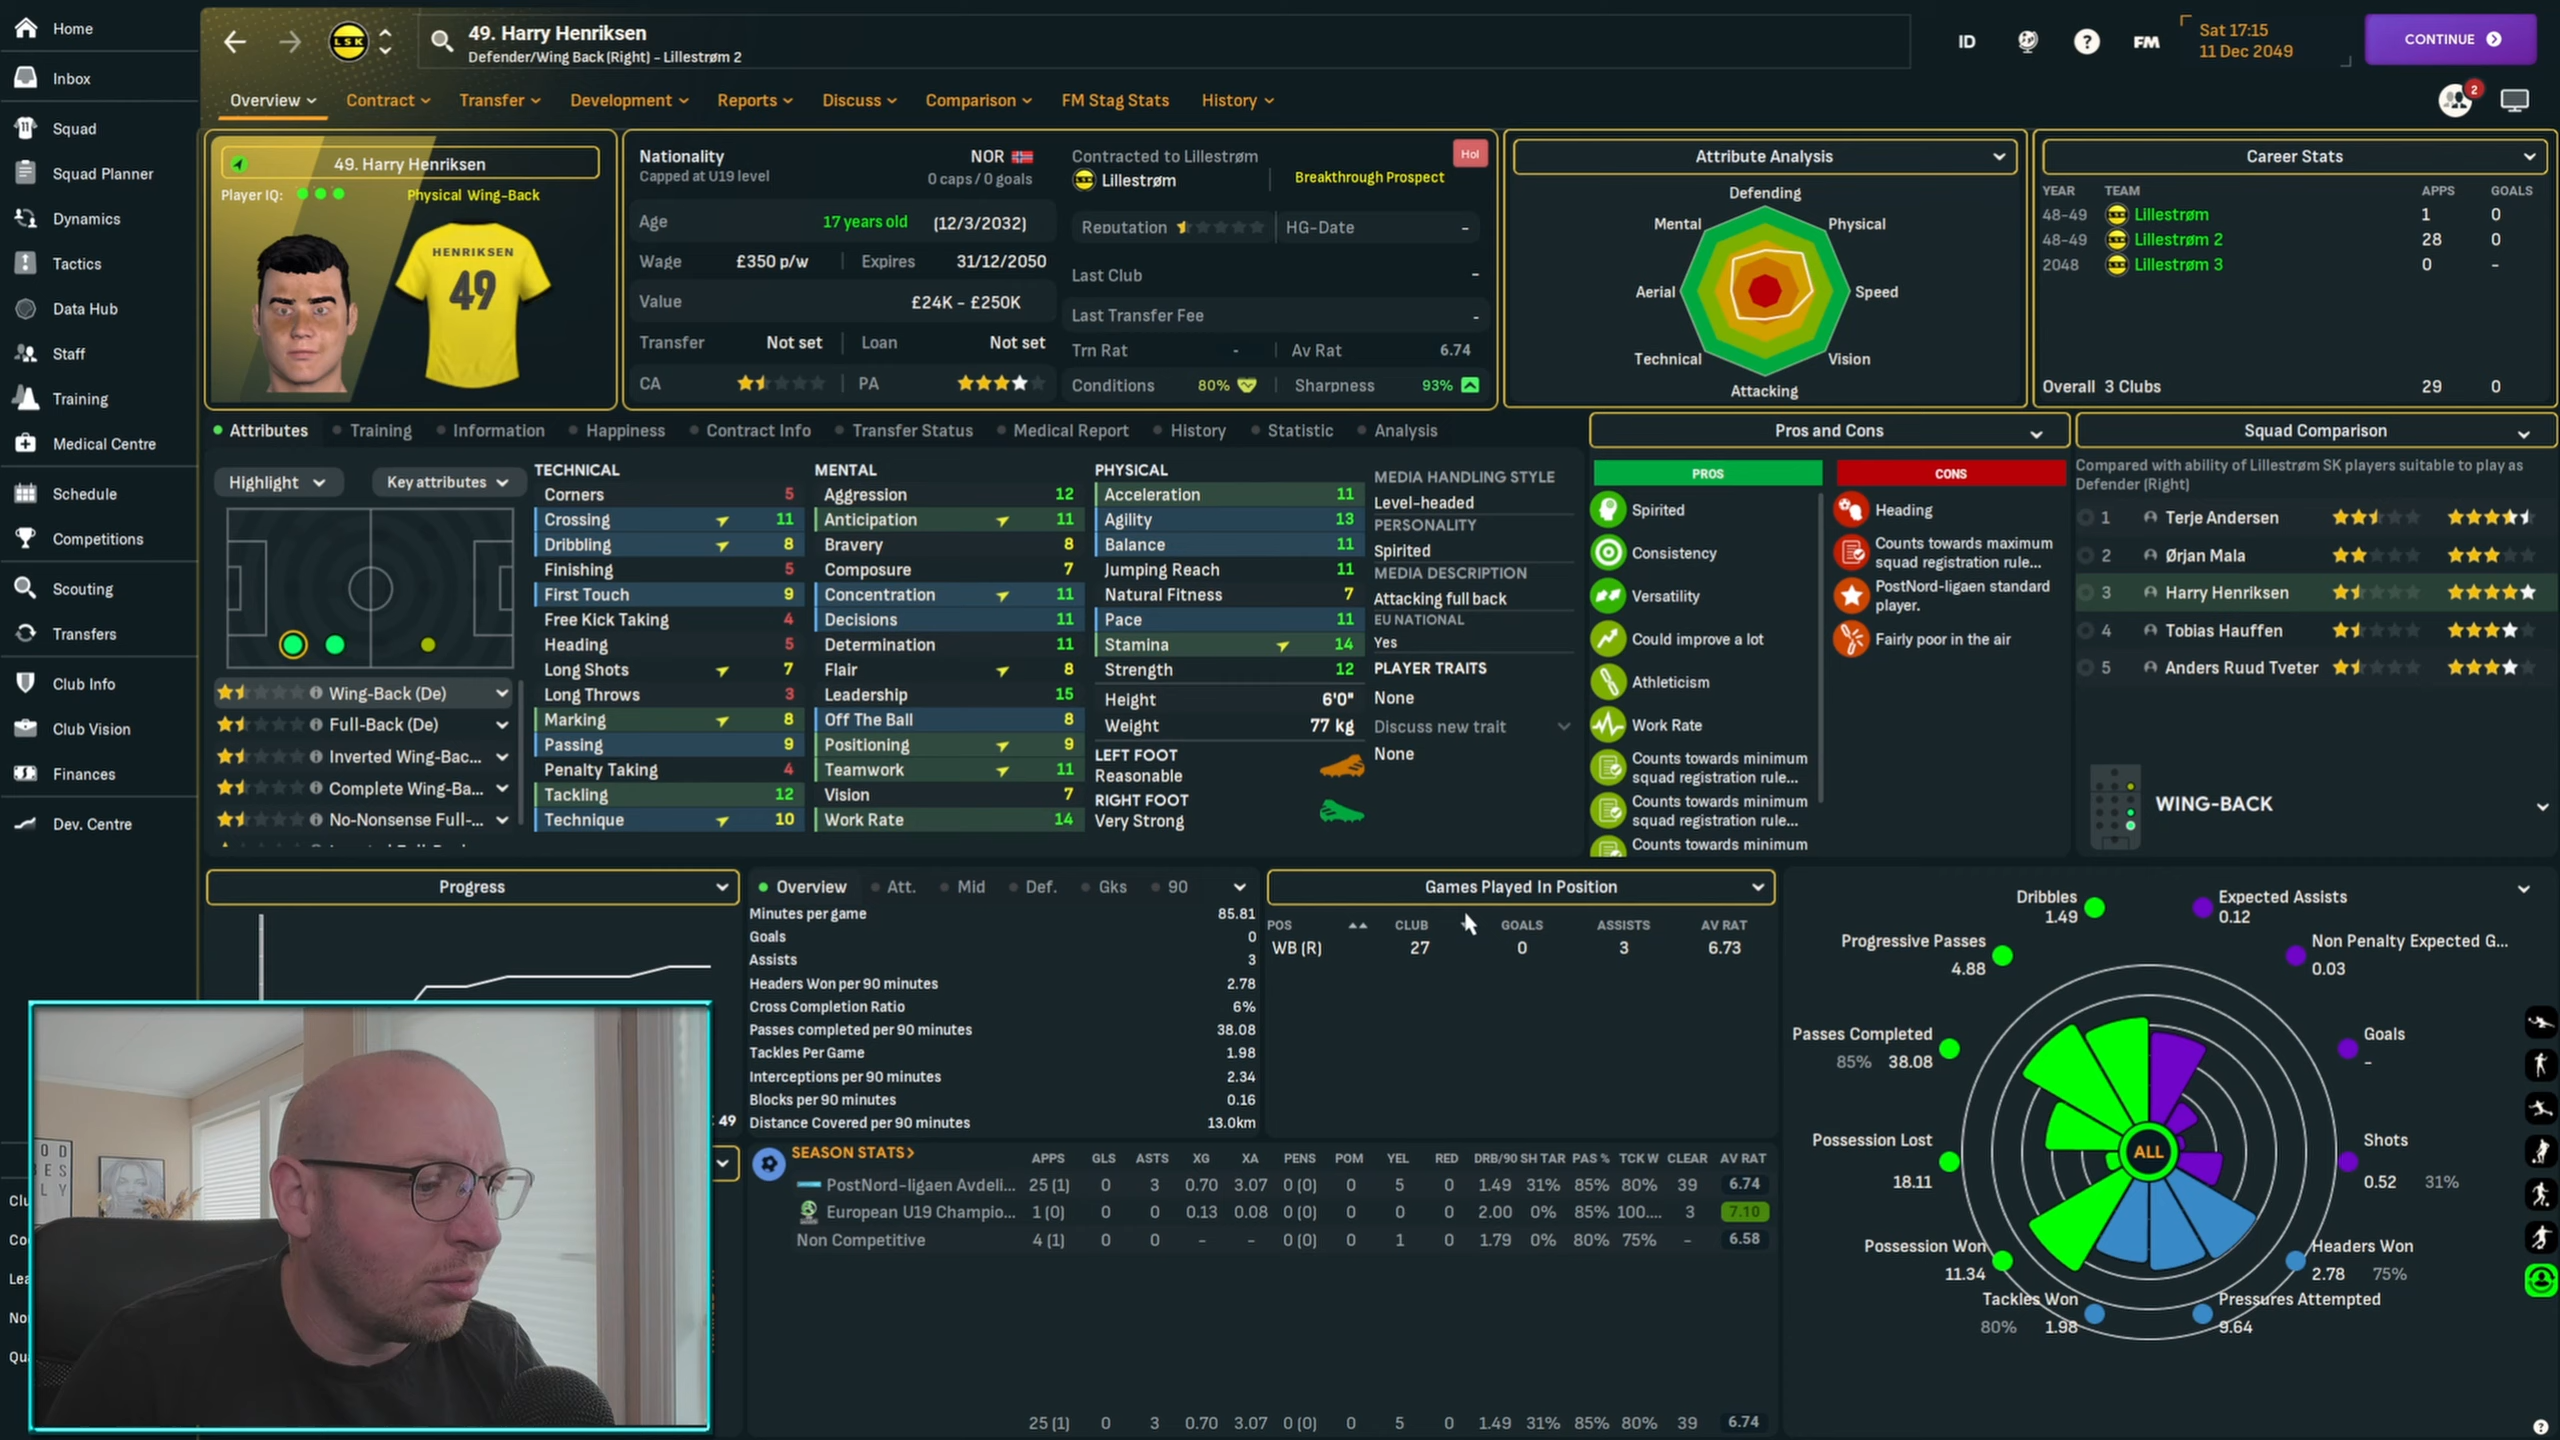 Home
Inbox
Squad
Squad Planner
Dynamics
Tactics
Data Hub
Staff
Training
Medical Centre
Schedule
Competitions
Scouting
Transfers
Club Info
Club Vision
Finances
Dev. Centre
LSK
49. Harry Henriksen
Defender/Wing Back (Right) - Lillestrøm 2
ID
?
FM
Sat 17:15
11 Dec 2049
CONTINUE
Overview
Contract
Transfer
Development
Reports
Discuss
Comparison
FM Stag Stats
History
2
49. Harry Henriksen
Player IQ:
Physical Wing-Back
HENRIKSEN
49
Nationality NOR
Capped at U19 level 0 caps / 0 goals
Age 17 years old (12/3/2032)
Wage £350 p/w Expires 31/12/2050
Value £24K - £250K
Transfer Not set Loan Not set
CA PA
Contracted to Lillestrøm Hol
Lillestrøm Breakthrough Prospect
Reputation HG-Date -
Last Club -
Last Transfer Fee -
Trn Rat - Av Rat 6.74
Conditions 80% Sharpness 93%
Attribute Analysis
Defending
Mental Physical
Aerial Speed
Technical Vision
Attacking
Career Stats
YEAR TEAM APPS GOALS
48-49 Lillestrøm 1 0
48-49 Lillestrøm 2 28 0
2048 Lillestrøm 3 0 -
Overall 3 Clubs 29 0
Attributes Training Information Happiness Contract Info Transfer Status Medical Report History Statistic Analysis
Highlight Key attributes
Wing-Back (De)
Full-Back (De)
Inverted Wing-Bac...
Complete Wing-Ba...
No-Nonsense Full-...
TECHNICAL
Corners 5
Crossing 11
Dribbling 8
Finishing 5
First Touch 9
Free Kick Taking 4
Heading 5
Long Shots 7
Long Throws 3
Marking 8
Passing 9
Penalty Taking 4
Tackling 12
Technique 10
MENTAL
Aggression 12
Anticipation 11
Bravery 8
Composure 7
Concentration 11
Decisions 11
Determination 11
Flair 8
Leadership 15
Off The Ball 8
Positioning 9
Teamwork 11
Vision 7
Work Rate 14
PHYSICAL
Acceleration 11
Agility 13
Balance 11
Jumping Reach 11
Natural Fitness 7
Pace 11
Stamina 14
Strength 12
Height 6'0"
Weight 77 kg
LEFT FOOT
Reasonable
RIGHT FOOT
Very Strong
MEDIA HANDLING STYLE
Level-headed
PERSONALITY
Spirited
MEDIA DESCRIPTION
Attacking full back
EU NATIONAL
Yes
PLAYER TRAITS
None
Discuss new trait
None
Pros and Cons
PROS
Spirited
Consistency
Versatility
Could improve a lot
Athleticism
Work Rate
Counts towards minimum
squad registration rule...
Counts towards minimum
squad registration rule...
Counts towards minimum
CONS
Heading
Counts towards maximum
squad registration rule...
PostNord-ligaen standard
player.
Fairly poor in the air
Squad Comparison
Compared with ability of Lillestrøm SK players suitable to play as
Defender (Right)
1 Terje Andersen
2 Ørjan Mala
3 Harry Henriksen
4 Tobias Hauffen
5 Anders Ruud Tveter
WING-BACK
Progress
49
Overview Att. Mid Def. Gks 90
Minutes per game 85.81
Goals 0
Assists 3
Headers Won per 90 minutes 2.78
Cross Completion Ratio 6%
Passes completed per 90 minutes 38.08
Tackles Per Game 1.98
Interceptions per 90 minutes 2.34
Blocks per 90 minutes 0.16
Distance Covered per 90 minutes 13.0km
Games Played In Position
POS CLUB GOALS ASSISTS AV RAT
WB (R) 27 0 3 6.73
SEASON STATS> APPS GLS ASTS XG XA PENS POM YEL RED DRB/90 SH TAR PAS % TCK W CLEAR AV RAT
PostNord-ligaen Avdeli... 25 (1) 0 3 0.70 3.07 0 (0) 0 5 0 1.49 31% 85% 80% 39 6.74
European U19 Champio... 1 (0) 0 0 0.13 0.08 0 (0) 0 0 0 2.00 0% 85% 100.... 3 7.10
Non Competitive 4 (1) 0 0 - - 0 (0) 0 1 0 1.79 0% 80% 75% - 6.58
25 (1) 0 3 0.70 3.07 0 (0) 0 5 0 1.49 31% 85% 80% 39 6.74
Dribbles
1.49
Expected Assists
0.12
Progressive Passes
4.88
Non Penalty Expected G...
0.03
Passes Completed
85% 38.08
Goals
-
Possession Lost
18.11
ALL
Shots
0.52 31%
Possession Won
11.34
Headers Won
2.78 75%
Tackles Won
80% 1.98
Pressures Attempted
9.64
?
Clu
Co
Lea
No
Qua